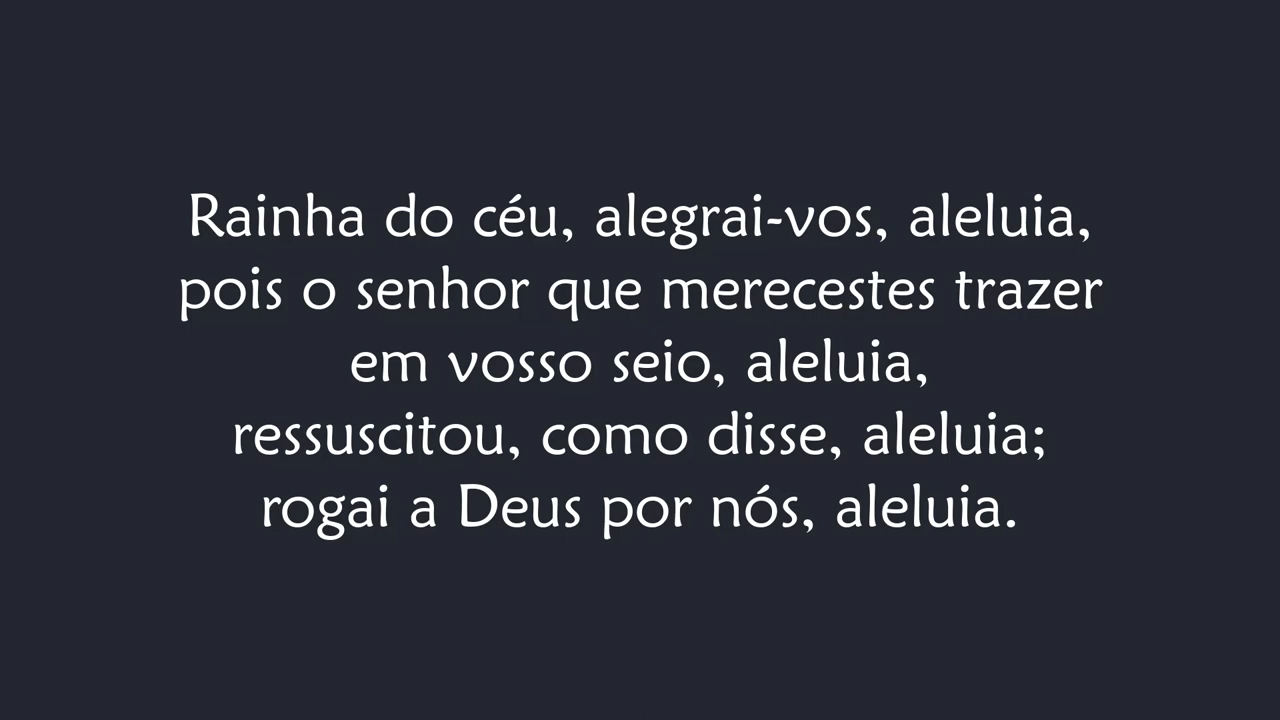 Rainha do céu, alegrai-vos, aleluia,
pois o senhor que merecestes trazer
em vosso seio, aleluia,
ressuscitou, como disse, aleluia;
rogai a Deus por nós, aleluia.